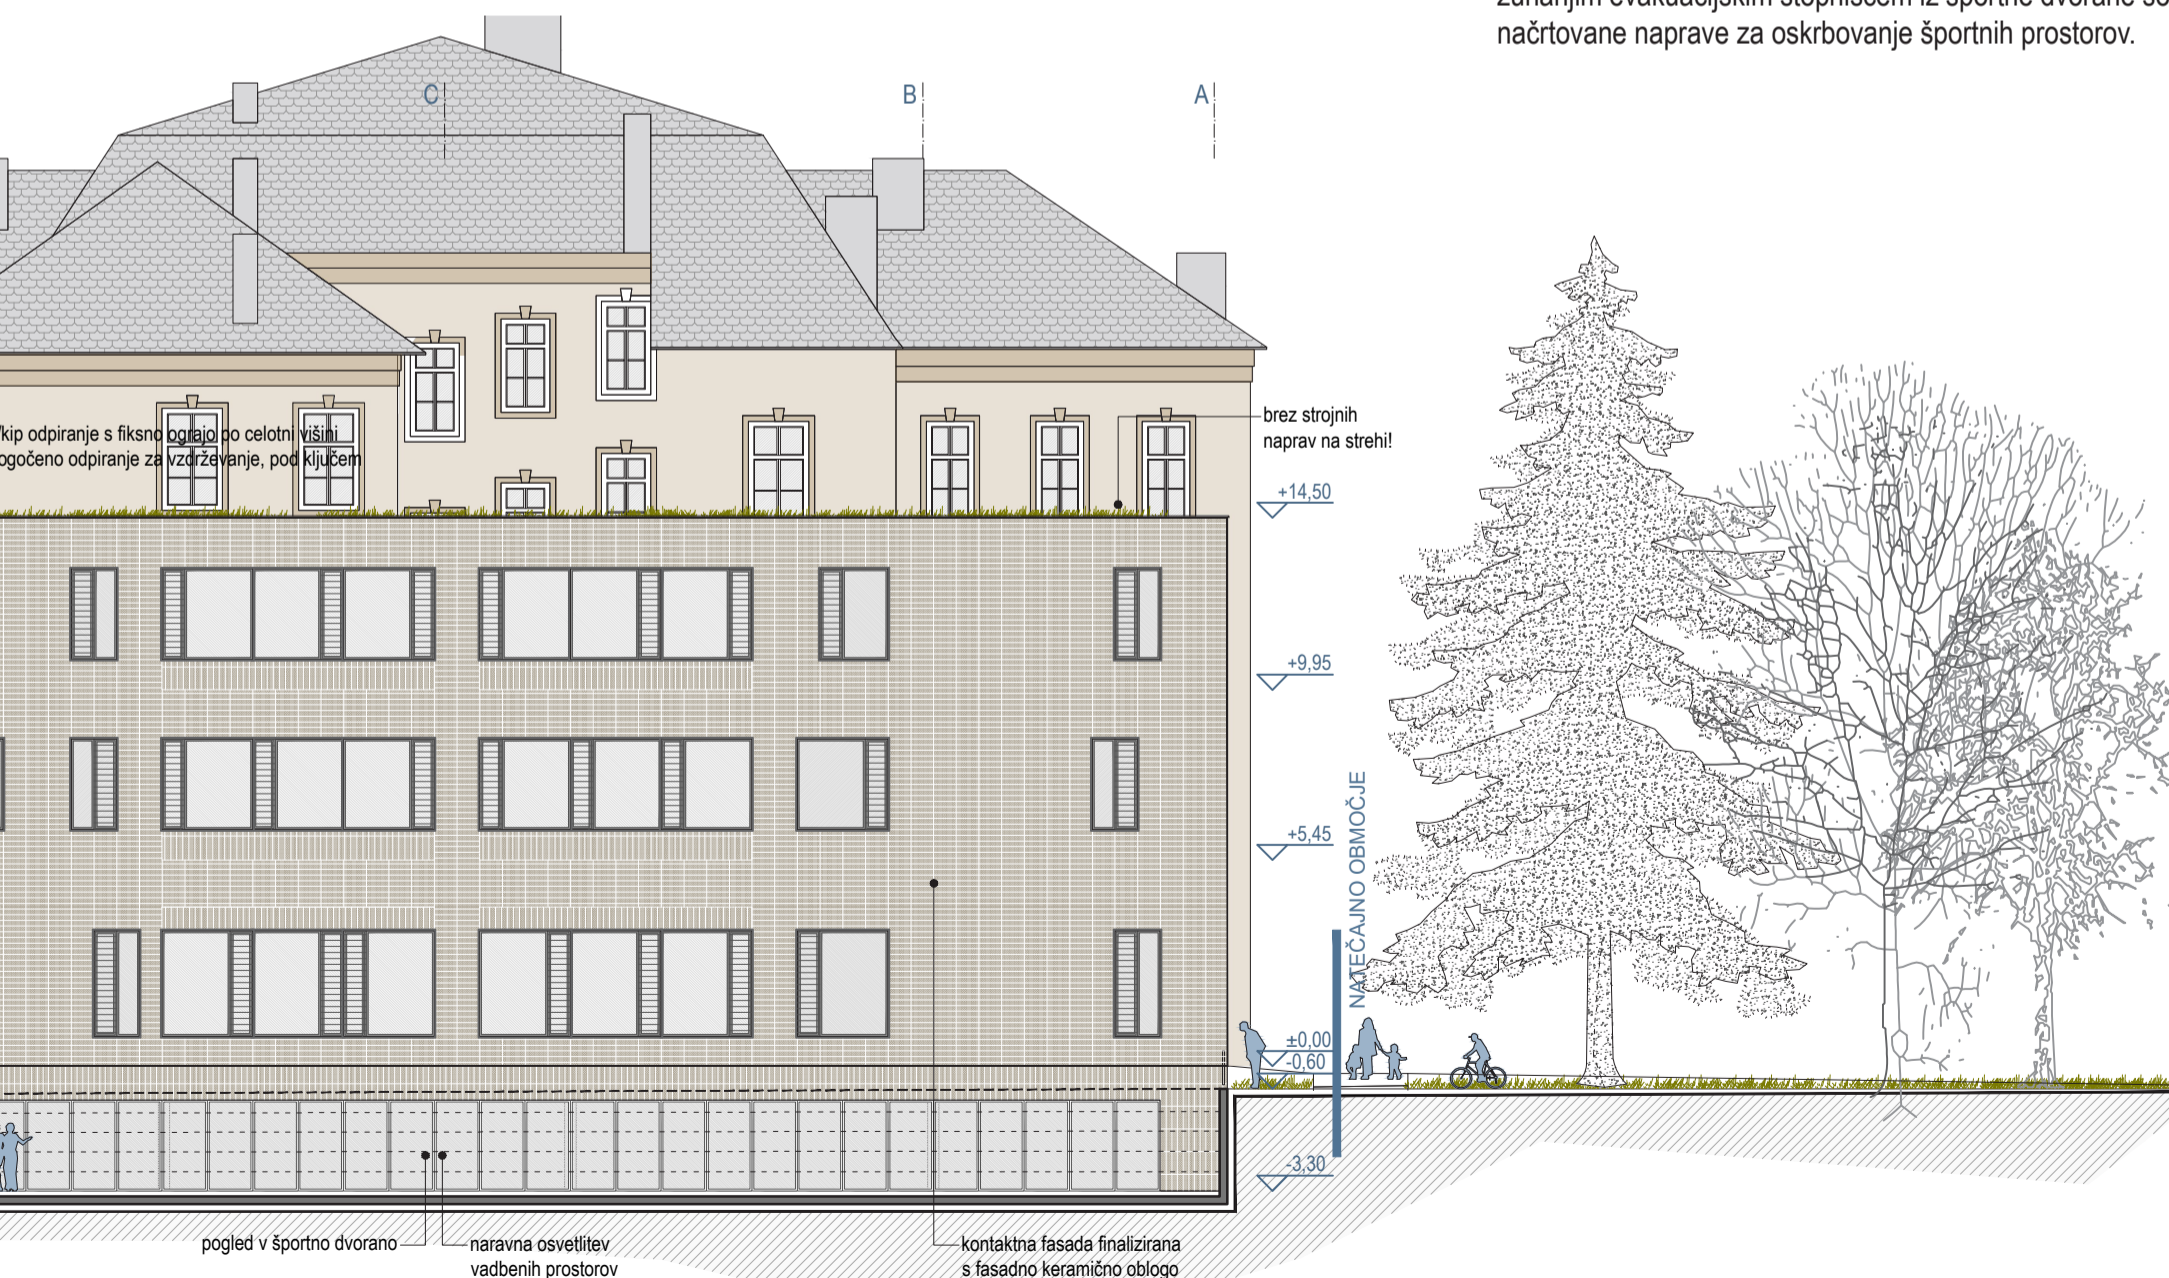 načrtovane naprave za oskrbovanje športnih prostorov.
C
B
A
kip odpiranje s fiksno ograjo po celotni višini
odpiranje za vzdrževanje, pod ključem
brez strojnih
naprav na strehi!
+14,50
+9,95
+5,45
NATEČAJNO OBMOČJE
±0,00
-0,60
-3,30
pogled v športno dvorano
naravna osvetlitev
vadbenih prostorov
kontaktna fasada finalizirana
s fasadno keramično oblogo